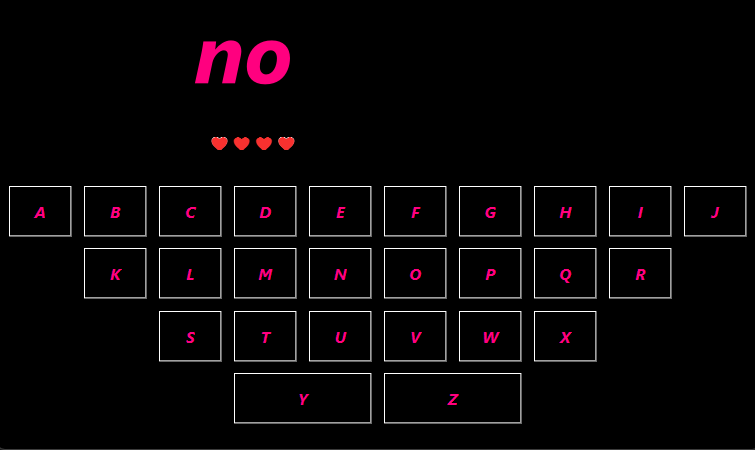 no
A B C D E F G H I J
K L M N O P Q R
S T U V W X
Y Z